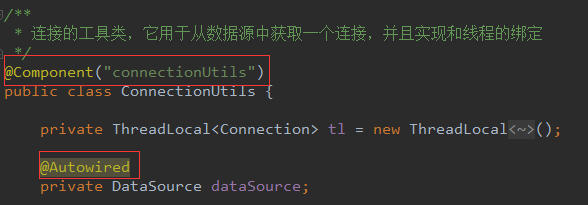 /**
 * 连接的工具类，它用于从数据源中获取一个连接，并且实现和线程的绑定
 */
@Component("connectionUtils")
public class ConnectionUtils {
private ThreadLocal<Connection> tl = new ThreadLocal<~>();
@Autowired
private DataSource dataSource;